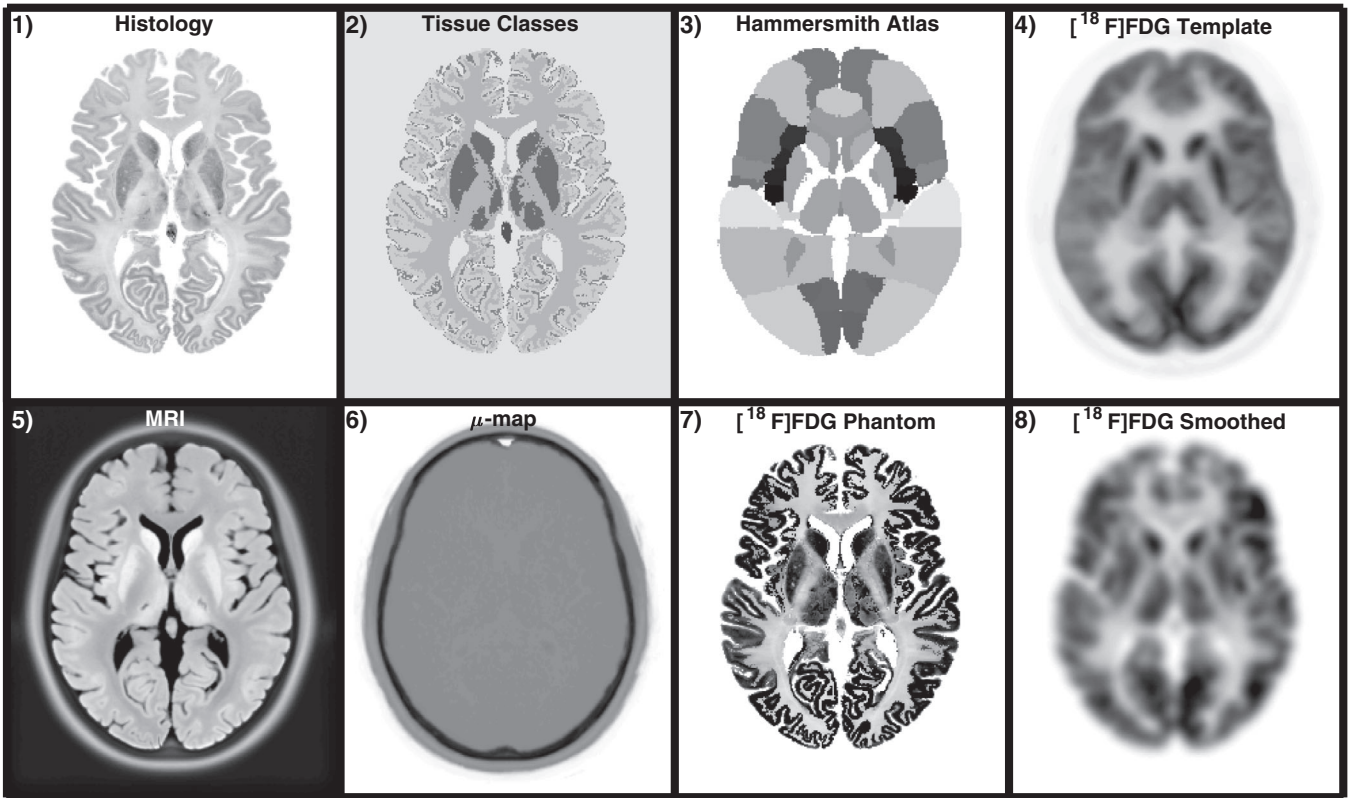 1) Histology
2) Tissue Classes
3) Hammersmith Atlas
4) [18F]FDG Template
5) MRI
6) μ-map
7) [18F]FDG Phantom
8) [18F]FDG Smoothed